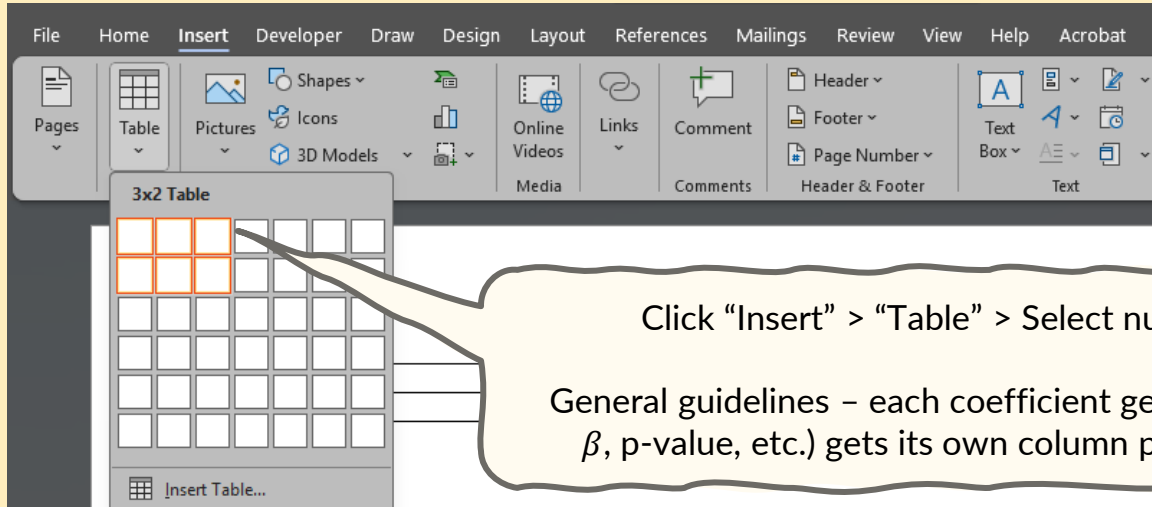 File Home Insert Developer Draw Design Layout References Mailings Review View Help Acrobat
Pages
Table
Pictures
Shapes
Icons
3D Models
Online
Videos
Media
Links
Comment
Comments
Header
Footer
Page Number
Header & Footer
A
Text
Box
Text
3x2 Table
Insert Table...
Click “Insert” > “Table” > Select
General guidelines – each coefficient
β, p-value, etc.) gets its own column